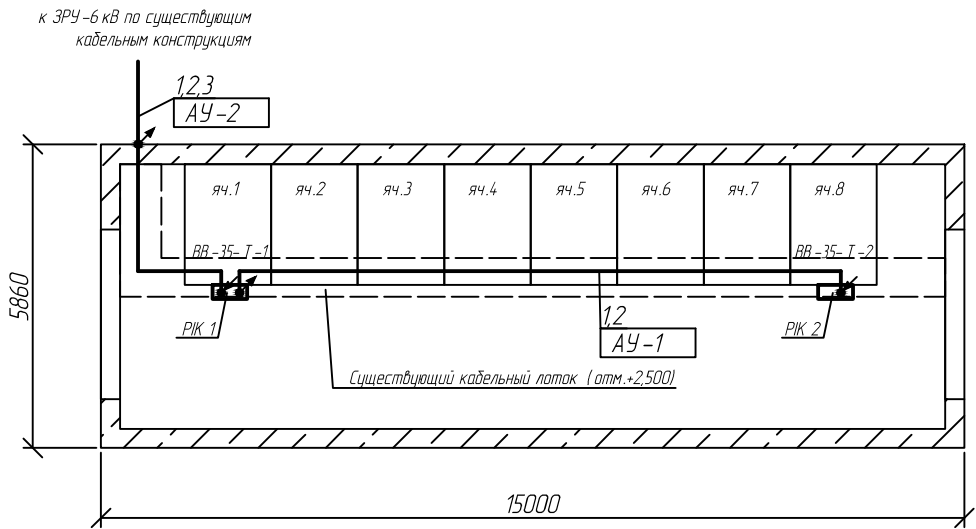 к ЗРУ-6 кВ по существующим
кабельным конструкциям
1,2,3
АУ-2
яч.1
яч.2
яч.3
яч.4
яч.5
яч.6
яч.7
яч.8
ВВ-35-Т-1
ВВ-35-Т-2
5860
PIK 1
1,2
АУ-1
PIK 2
Существующий кабельный лоток (отм.+2,500)
15000